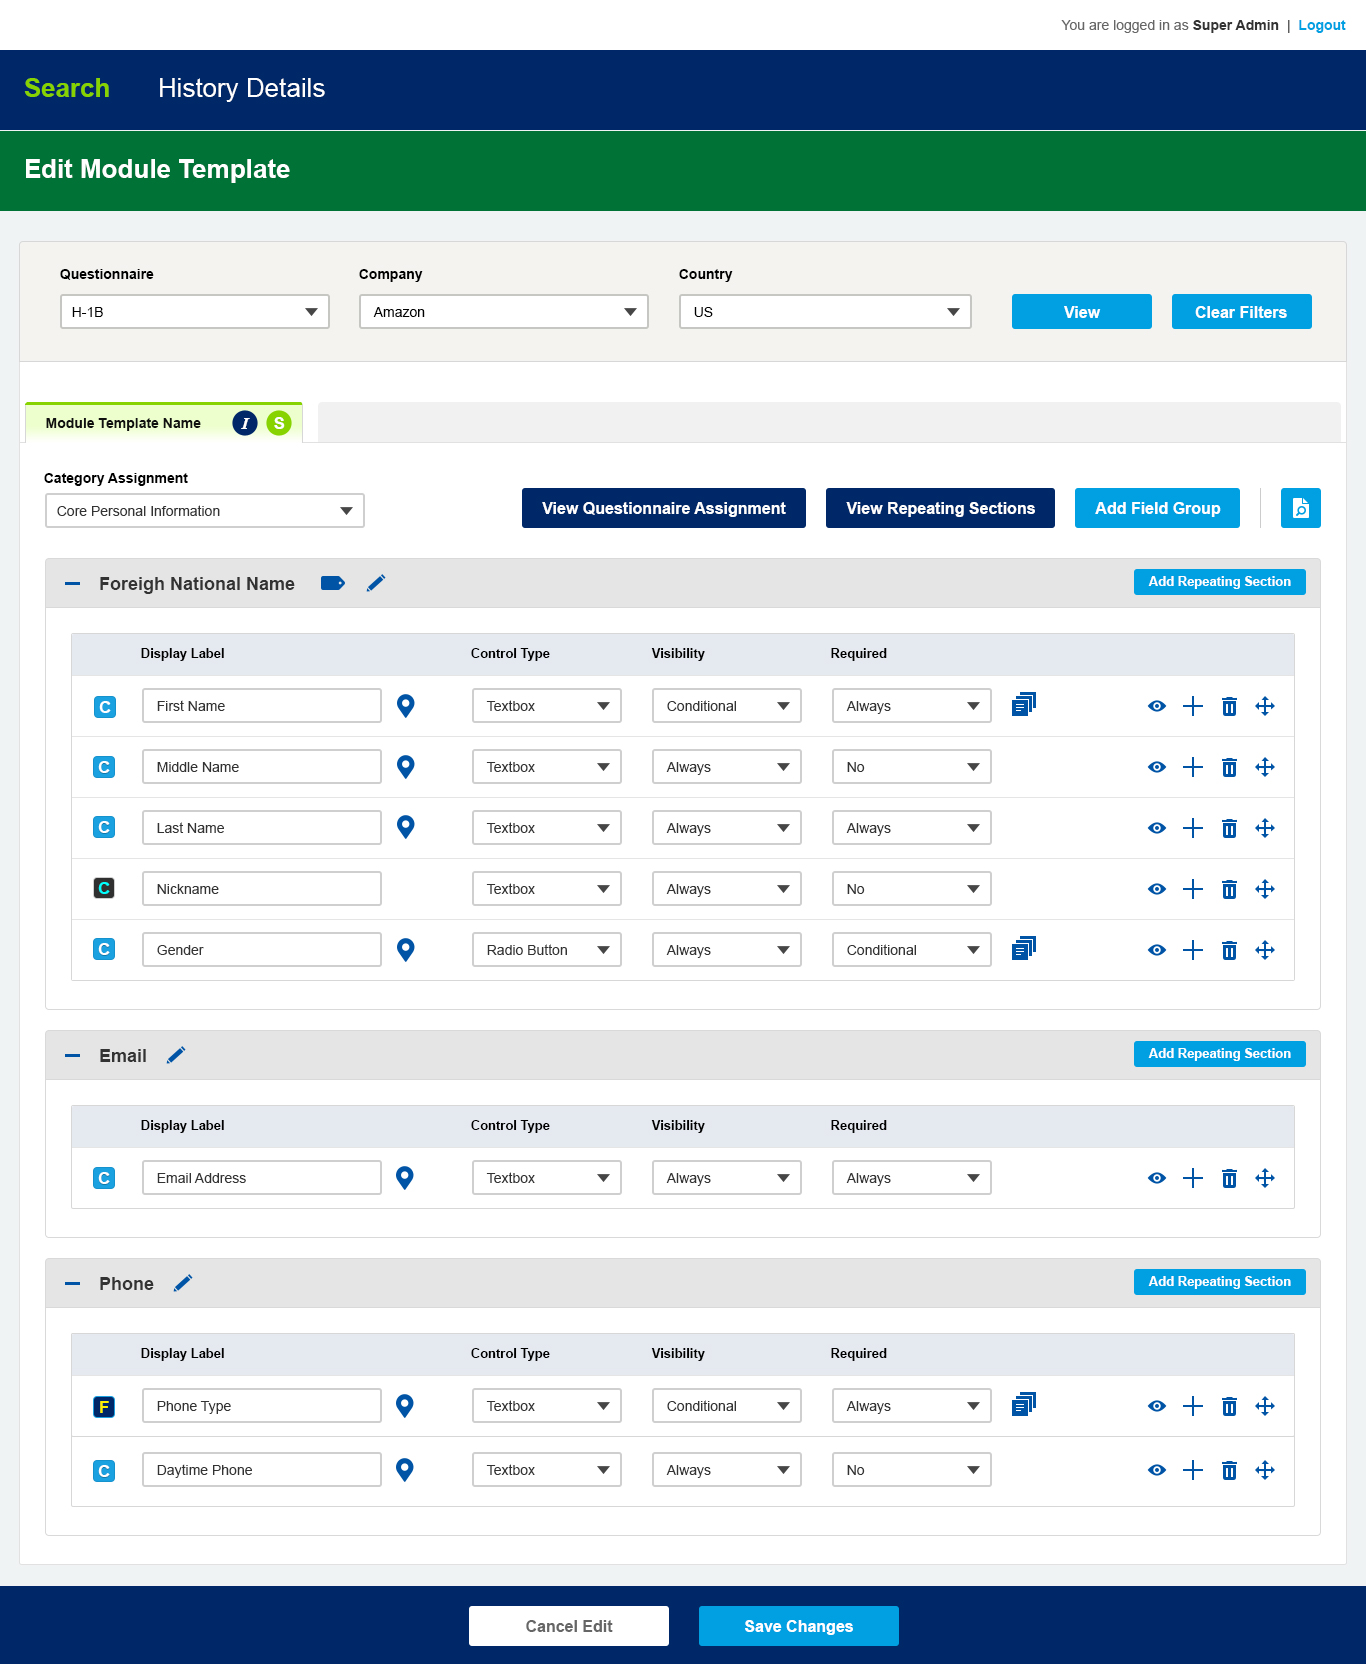 You are logged in as Super Admin | Logout
Search History Details
Edit Module Template
Questionnaire Company Country
H-1B Amazon US View Clear Filters
Module Template Name I S
Category Assignment
Core Personal Information View Questionnaire Assignment View Repeating Sections Add Field Group
Foreigh National Name Add Repeating Section
Display Label Control Type Visibility Required
C First Name Textbox Conditional Always
C Middle Name Textbox Always No
C Last Name Textbox Always Always
C Nickname Textbox Always No
C Gender Radio Button Always Conditional
Email Add Repeating Section
Display Label Control Type Visibility Required
C Email Address Textbox Always Always
Phone Add Repeating Section
Display Label Control Type Visibility Required
F Phone Type Textbox Conditional Always
C Daytime Phone Textbox Always No
Cancel Edit Save Changes